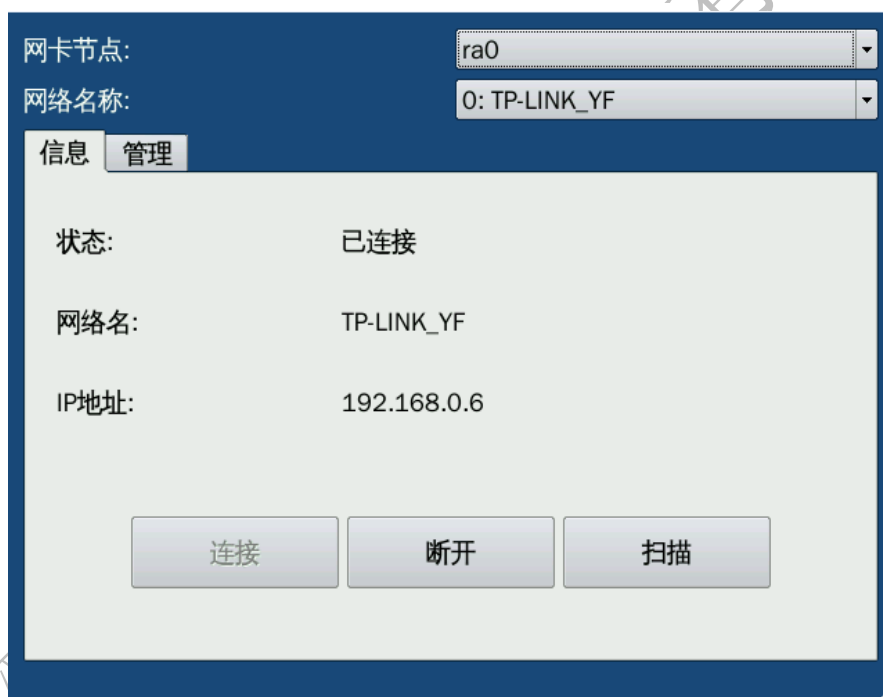 网卡节点: ra0
网络名称: 0: TP-LINK_YF
信息 管理
状态: 已连接
网络名: TP-LINK_YF
IP地址: 192.168.0.6
连接 断开 扫描